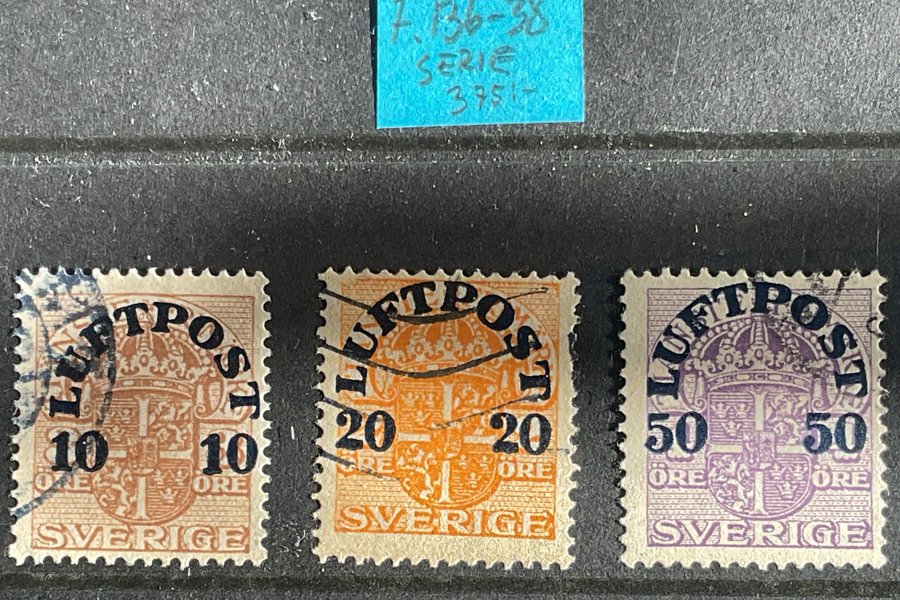 F. 136-38
SERIE
375:-
LUFTPOST
10 10
ÖRE ÖRE
SVERIGE
LUFTPOST
20 20
ÖRE ÖRE
SVERIGE
LUFTPOST
50 50
ÖRE ÖRE
SVERIGE